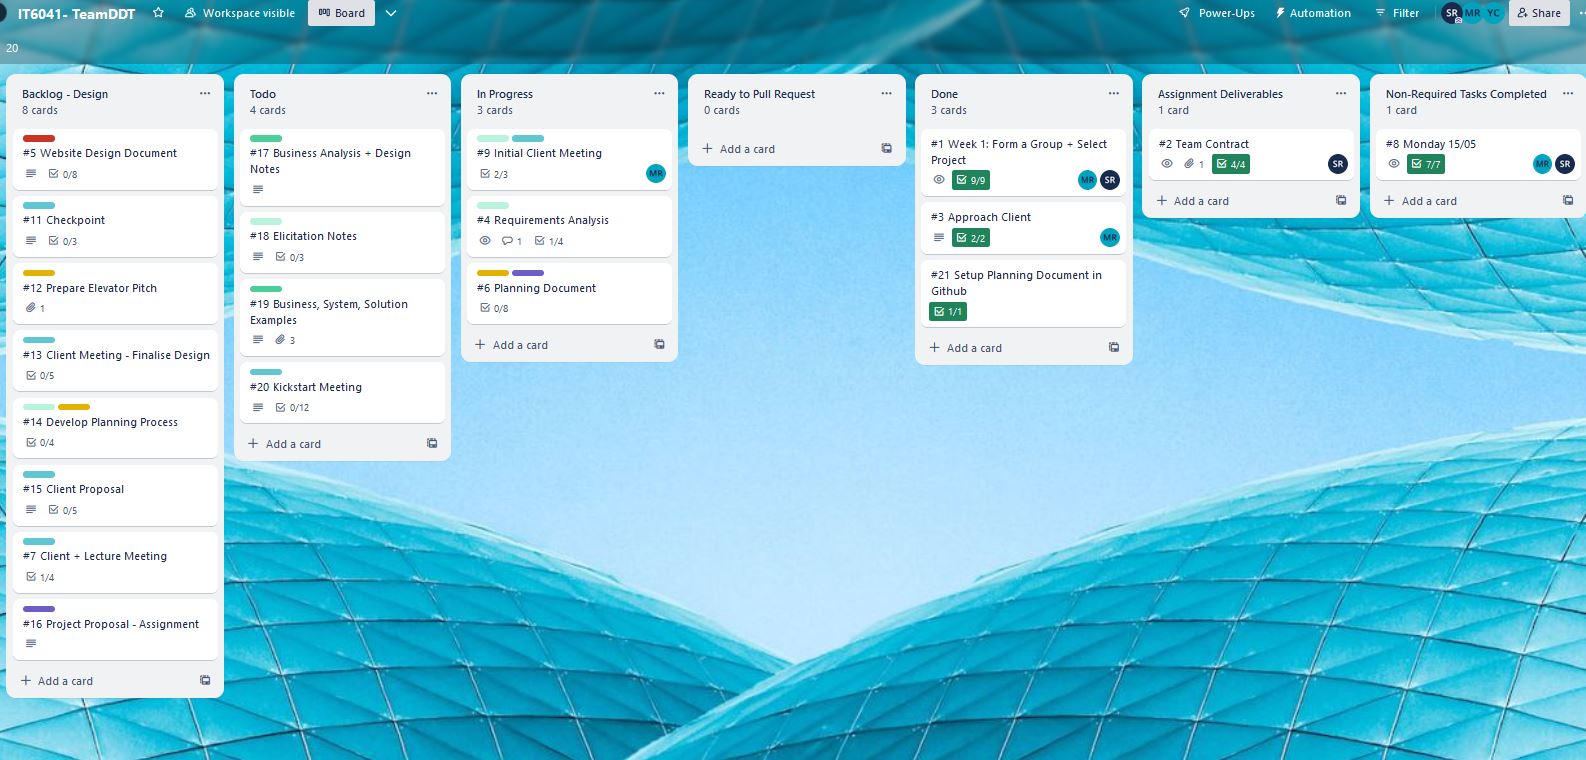 IT6041- TeamDDT
Workspace visible
Board
Power-Ups
Automation
Filter
SR
MR
YC
Share
20
Backlog - Design
8 cards
#5 Website Design Document
0/8
#11 Checkpoint
0/3
#12 Prepare Elevator Pitch
1
#13 Client Meeting - Finalise Design
0/5
#14 Develop Planning Process
0/4
#15 Client Proposal
0/5
#7 Client + Lecture Meeting
1/4
#16 Project Proposal - Assignment
Add a card
Todo
4 cards
#17 Business Analysis + Design
Notes
#18 Elicitation Notes
0/3
#19 Business, System, Solution
Examples
3
#20 Kickstart Meeting
0/12
Add a card
In Progress
3 cards
#9 Initial Client Meeting
2/3
MR
#4 Requirements Analysis
1
1/4
#6 Planning Document
0/8
Add a card
Ready to Pull Request
0 cards
Add a card
Done
3 cards
#1 Week 1: Form a Group + Select
Project
9/9
MR
SR
#3 Approach Client
2/2
MR
#21 Setup Planning Document in
Github
1/1
Add a card
Assignment Deliverables
1 card
#2 Team Contract
1
4/4
SR
Add a card
Non-Required Tasks Completed
1 card
#8 Monday 15/05
7/7
MR
SR
Add a card